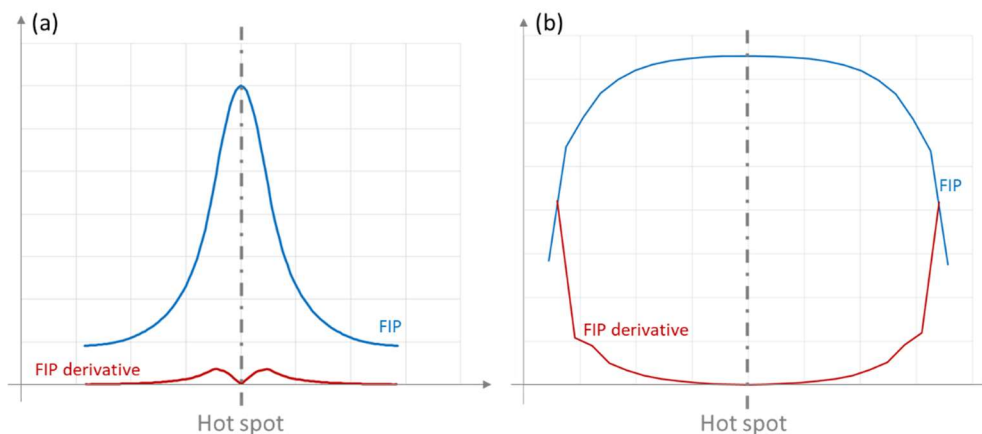 (a)
FIP
FIP derivative
Hot spot
(b)
FIP
FIP derivative
Hot spot